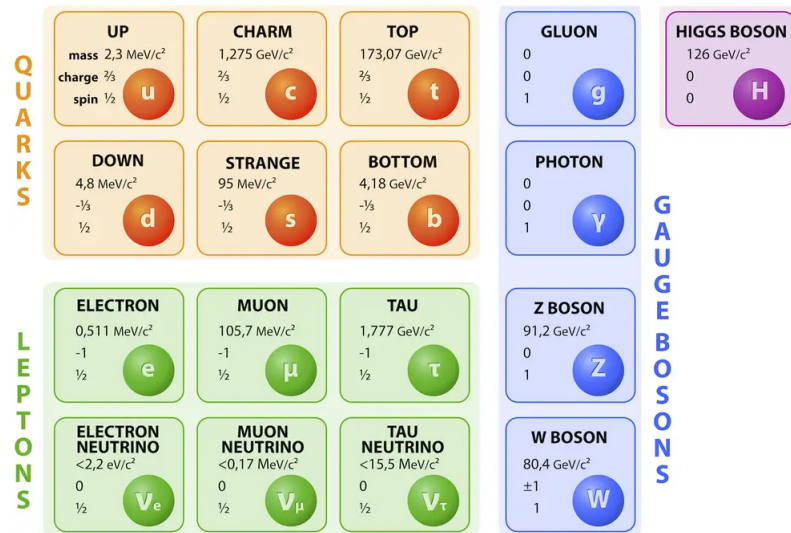 QUARKS
UP
mass 2,3 MeV/c²
charge ⅔
spin ½
u
CHARM
1,275 GeV/c²
⅔
½
c
TOP
173,07 GeV/c²
⅔
½
t
GLUON
0
0
1
g
HIGGS BOSON
126 GeV/c²
0
0
H
DOWN
4,8 MeV/c²
-⅓
½
d
STRANGE
95 MeV/c²
-⅓
½
s
BOTTOM
4,18 GeV/c²
-⅓
½
b
PHOTON
0
0
1
γ
GAUGE BOSONS
LEPTONS
ELECTRON
0,511 MeV/c²
-1
½
e
MUON
105,7 MeV/c²
-1
½
μ
TAU
1,777 GeV/c²
-1
½
τ
Z BOSON
91,2 GeV/c²
0
1
Z
ELECTRON
NEUTRINO
<2,2 eV/c²
0
½
νe
MUON
NEUTRINO
<0,17 MeV/c²
0
½
νμ
TAU
NEUTRINO
<15,5 MeV/c²
0
½
ντ
W BOSON
80,4 GeV/c²
±1
1
W